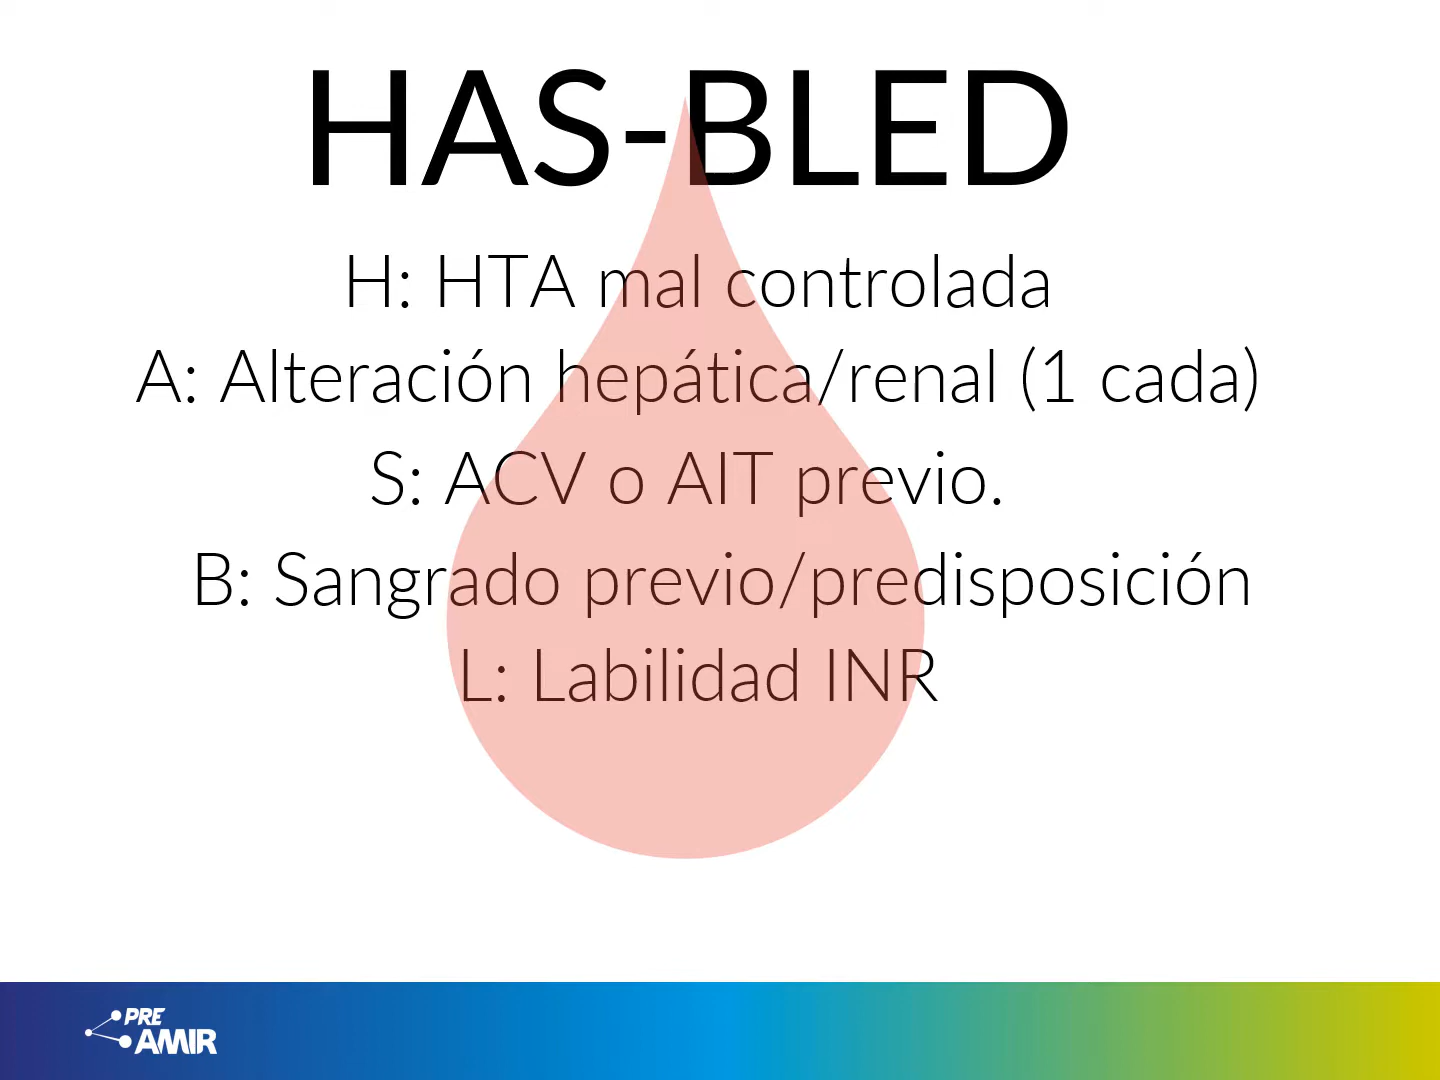 HAS-BLED
H: HTA mal controlada
A: Alteración hepática/renal (1 cada)
S: ACV o AIT previo.
B: Sangrado previo/predisposición
L: Labilidad INR
PRE
AMIR